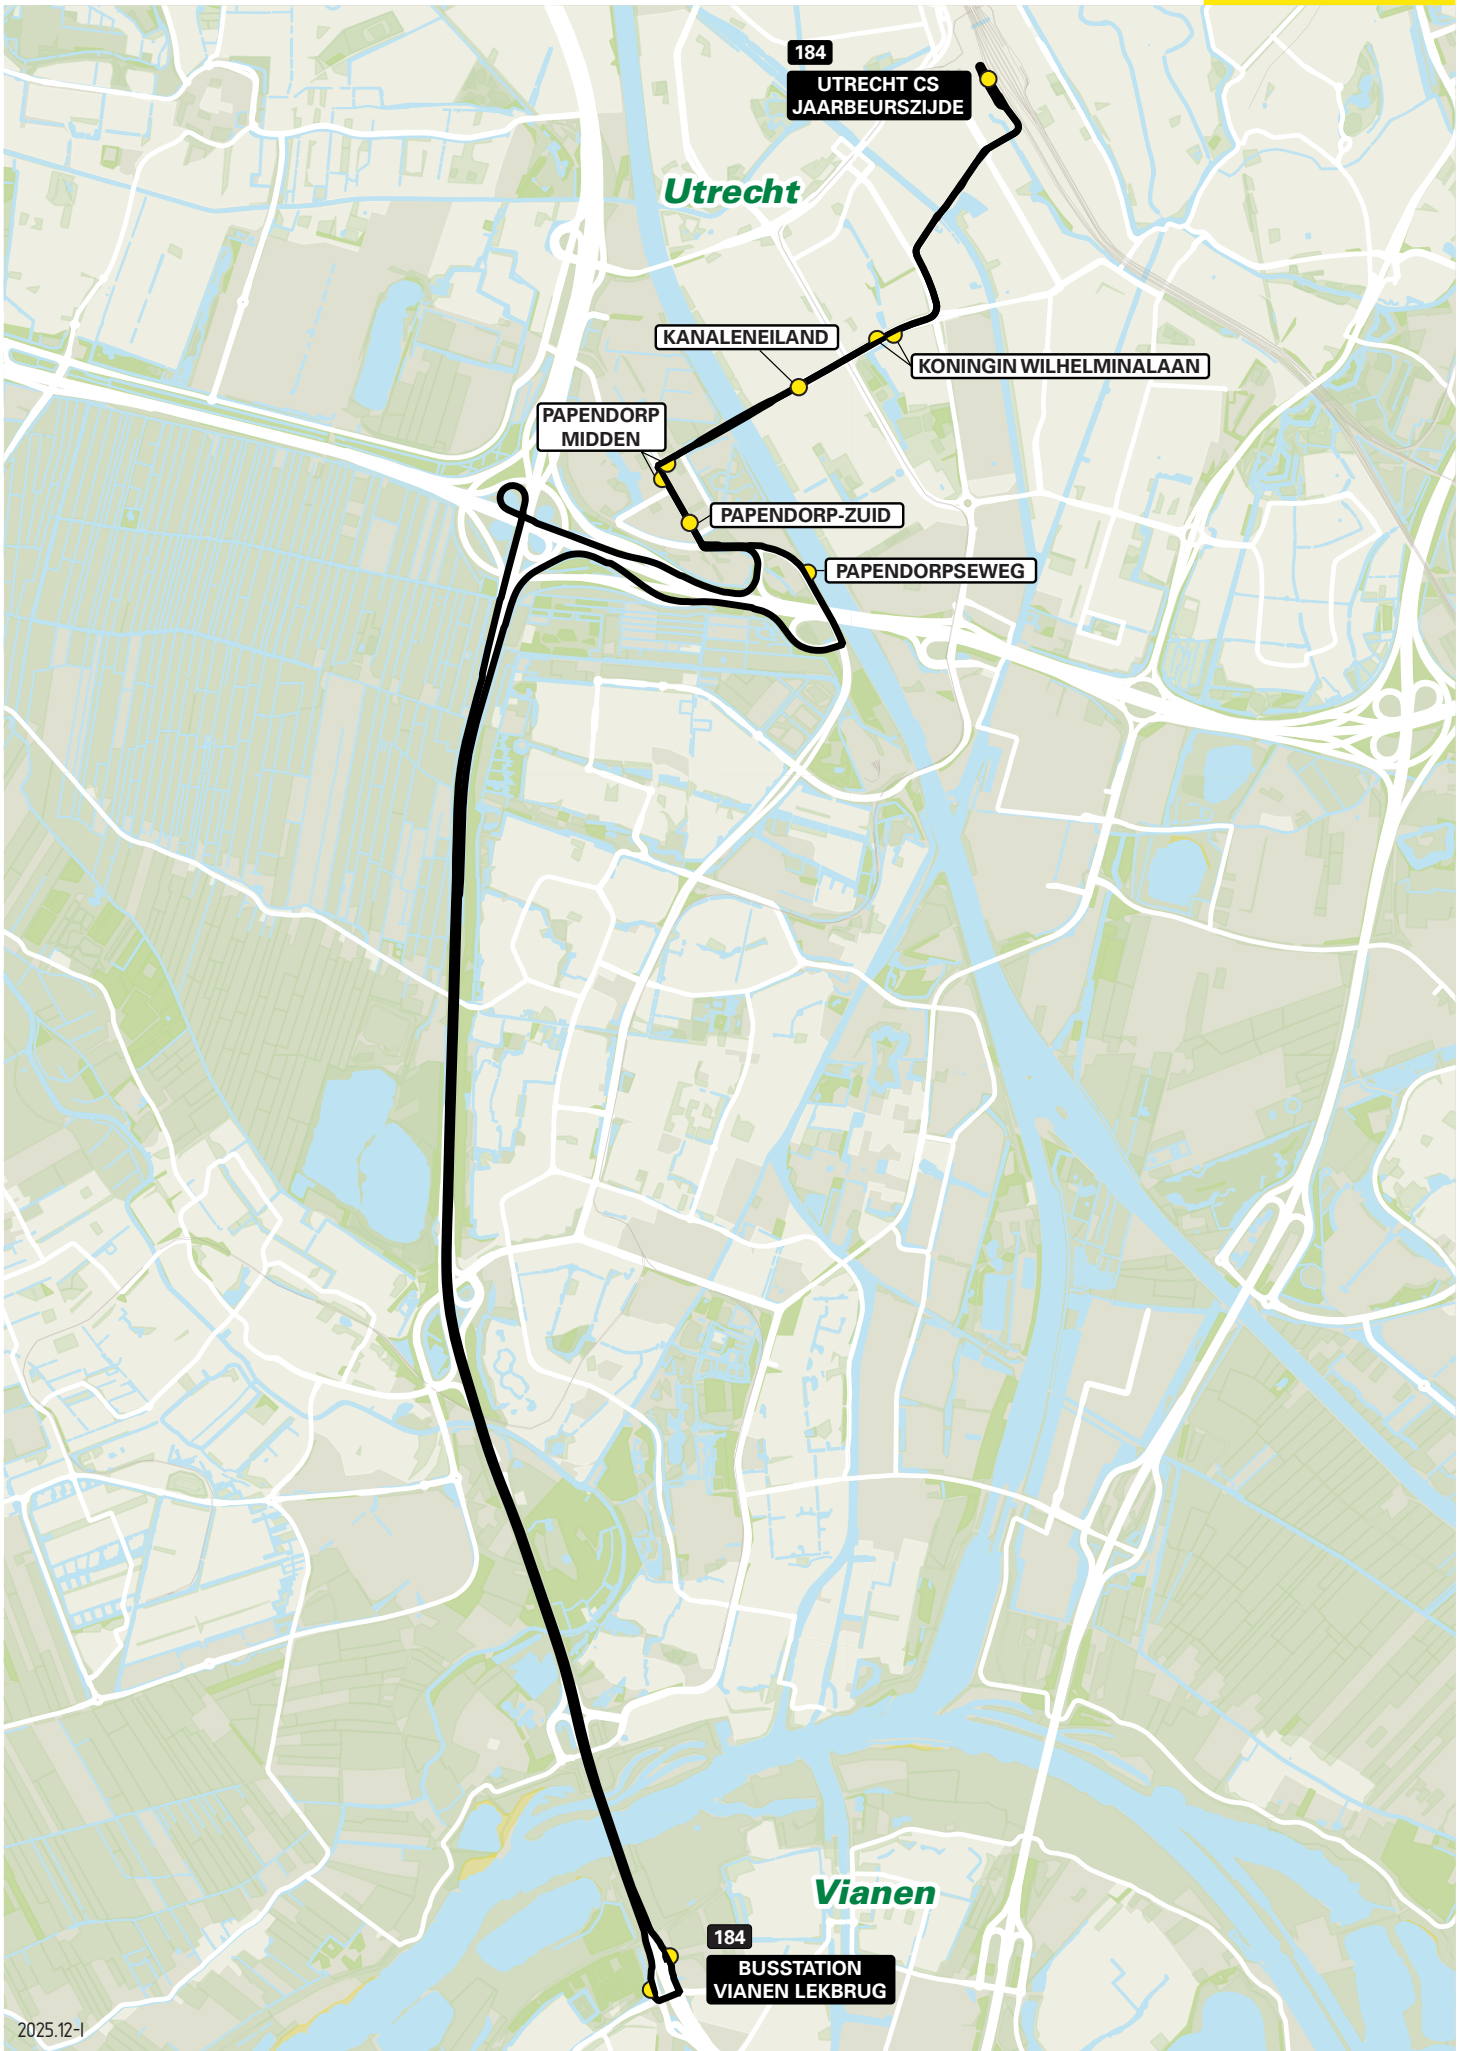 184
UTRECHT CS
JAARBEURSZIJDE
Utrecht
KANALENEILAND
KONINGIN WILHELMINALAAN
PAPENDORP
MIDDEN
PAPENDORP-ZUID
PAPENDORPSEWEG
Vianen
184
BUSSTATION
VIANEN LEKBRUG
2025.12-I